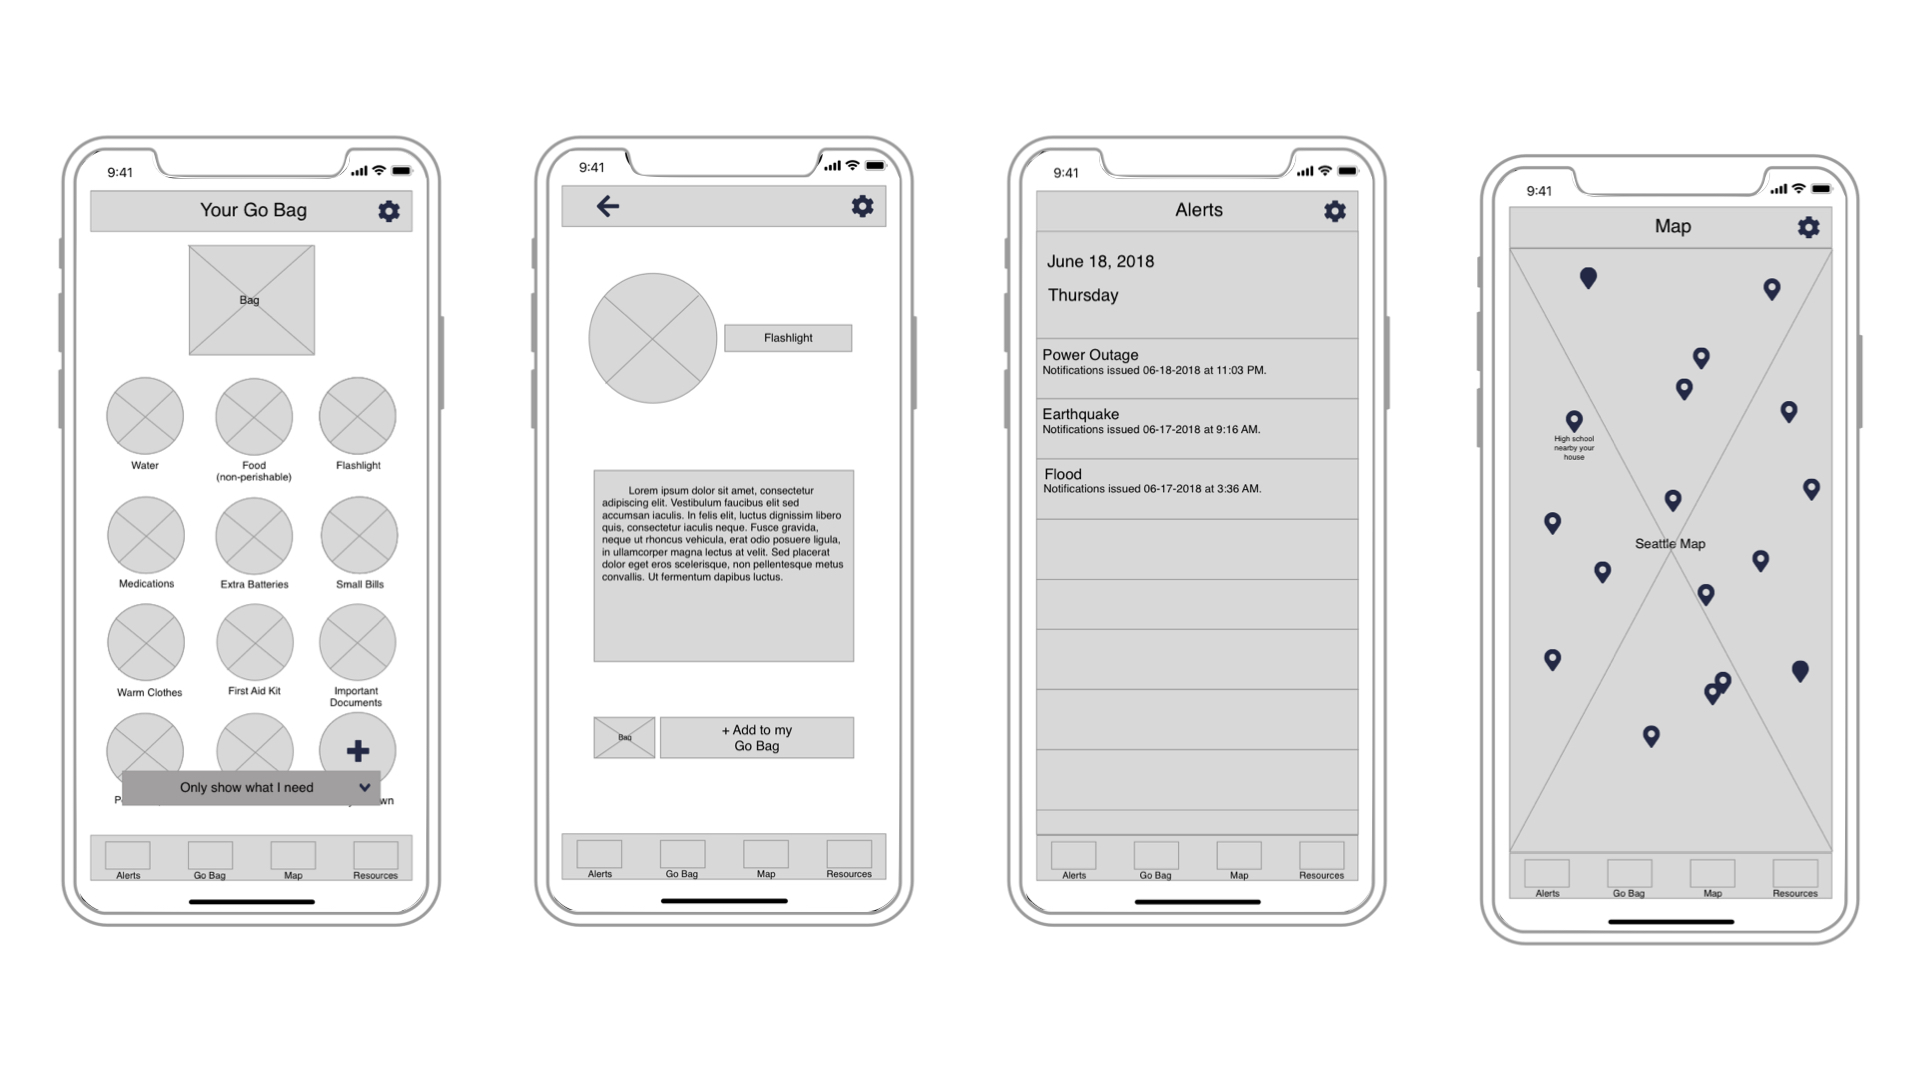 9:41
Your Go Bag
Bag
Water
Food
(non-perishable)
Flashlight
Medications
Extra Batteries
Small Bills
Warm Clothes
First Aid Kit
Important
Documents
Only show what I need
Alerts
Go Bag
Map
Resources
9:41
Flashlight
Lorem ipsum dolor sit amet, consectetur
adipiscing elit. Vestibulum faucibus elit sed
accumsan iaculis. In felis elit, luctus dignissim libero
quis, consectetur iaculis neque. Fusce gravida,
neque ut rhoncus vehicula, erat odio posuere ligula,
in ullamcorper magna lectus at velit. Sed placerat
dolor eget eros scelerisque, non pellentesque metus
convallis. Ut fermentum dapibus luctus.
Bag
+ Add to my
Go Bag
Alerts
Go Bag
Map
Resources
9:41
Alerts
June 18, 2018
Thursday
Power Outage
Notifications issued 06-18-2018 at 11:03 PM.
Earthquake
Notifications issued 06-17-2018 at 9:16 AM.
Flood
Notifications issued 06-17-2018 at 3:36 AM.
Alerts
Go Bag
Map
Resources
9:41
Map
High school
nearby your
house
Seattle Map
Alerts
Go Bag
Map
Resources